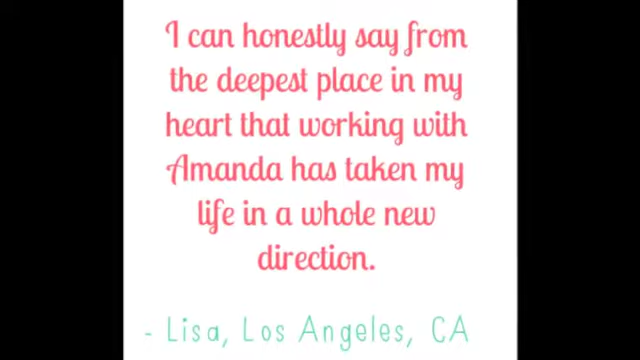 I can honestly say from
the deepest place in my
heart that working with
Amanda has taken my
life in a whole new
direction.
- Lisa, Los Angeles, CA